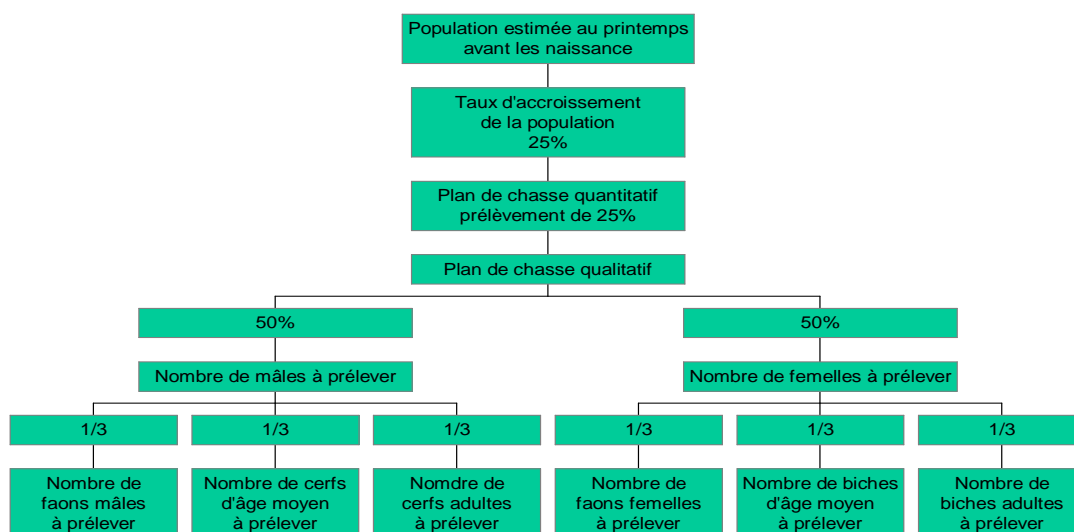 Population estimée au printemps
avant les naissance
Taux d'accroissement
de la population
25%
Plan de chasse quantitatif
prélèvement de 25%
Plan de chasse qualitatif
50%
50%
Nombre de mâles à prélever
Nombre de femelles à prélever
1/3
1/3
1/3
1/3
1/3
1/3
Nombre de
faons mâles
à prélever
Nombre de cerfs
d'âge moyen
à prélever
Nomdre de
cerfs adultes
à prélever
Nombre de
faons femelles
à prélever
Nombre de biches
d'âge moyen
à prélever
Nombre de
biches adultes
à prélever